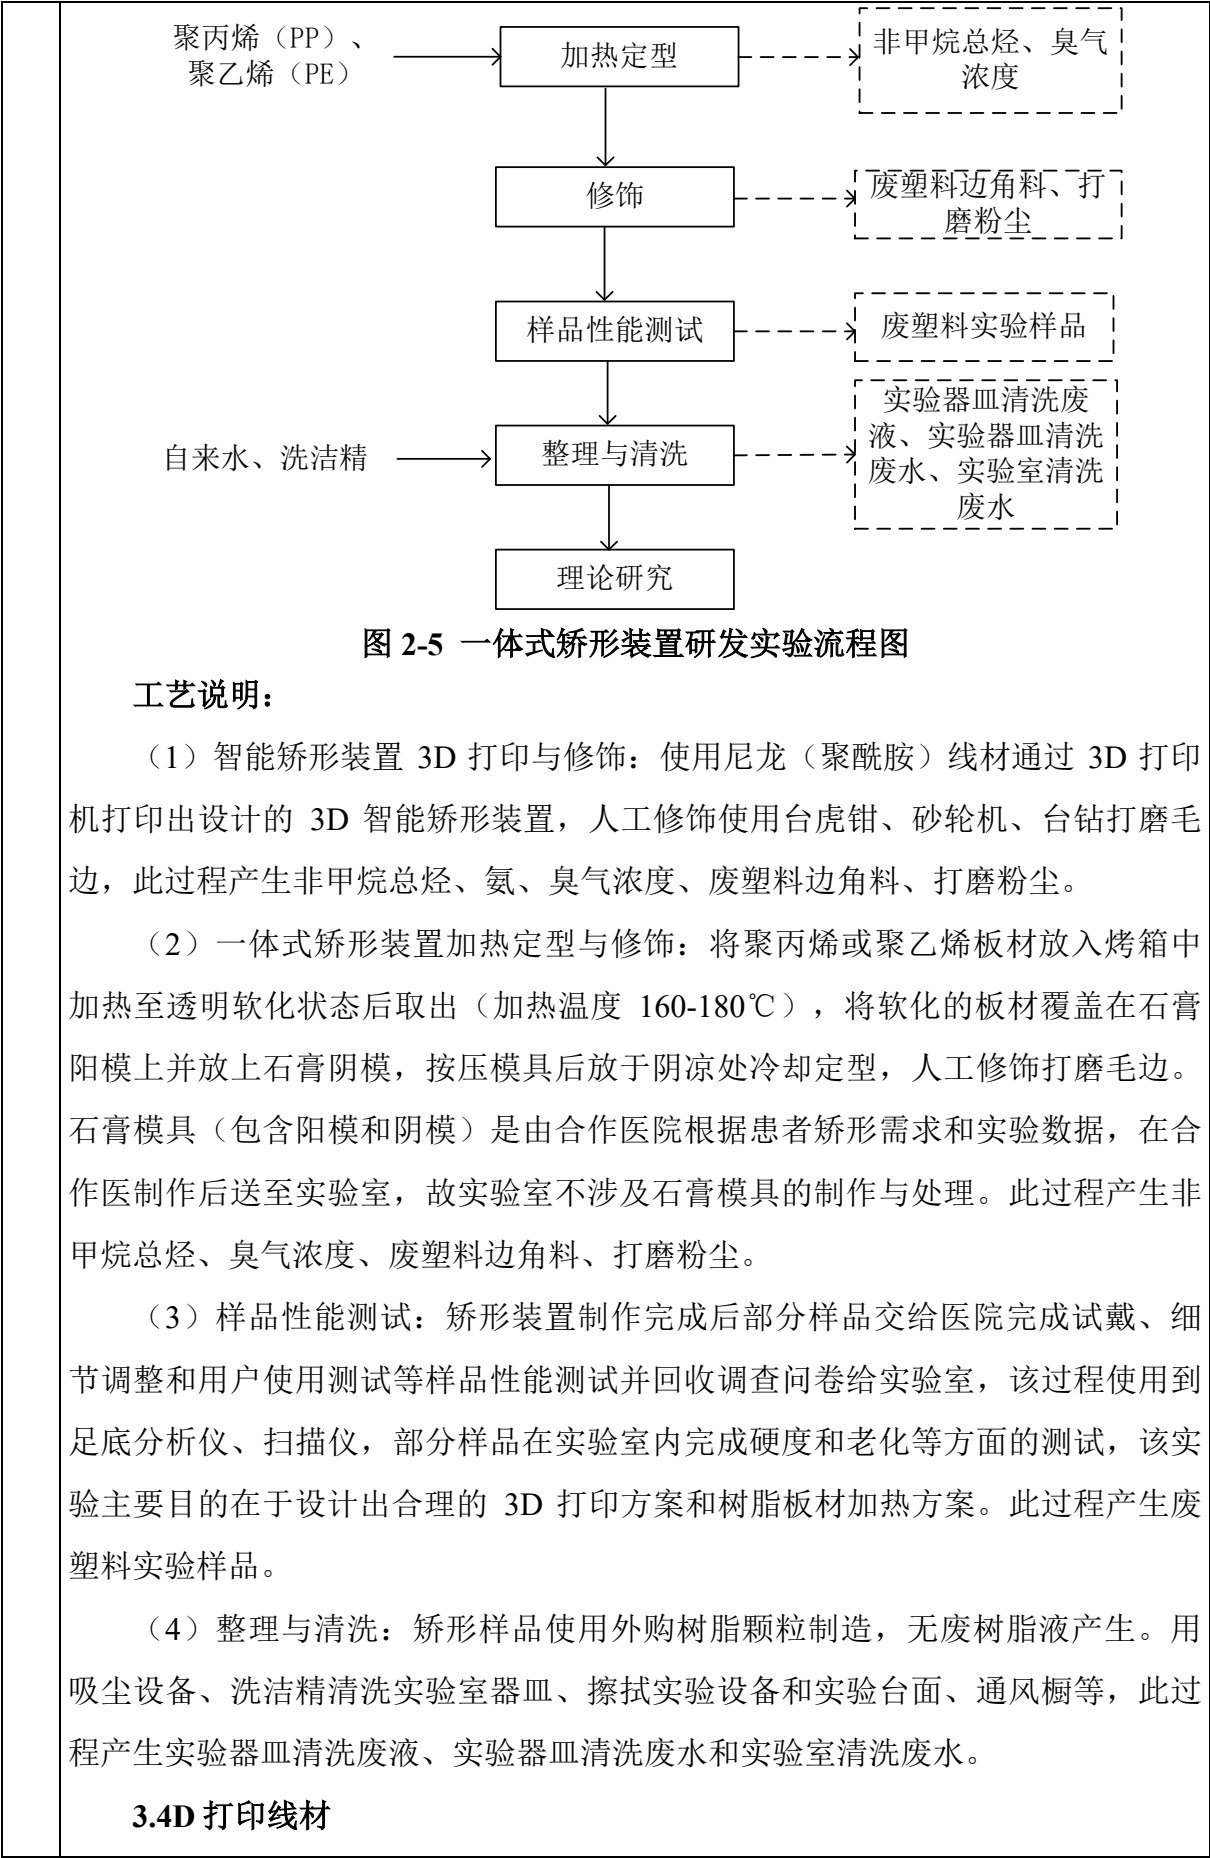 聚丙烯（PP）、
聚乙烯（PE）
加热定型
非甲烷总烃、臭气
浓度
修饰
废塑料边角料、打
磨粉尘
样品性能测试
废塑料实验样品
自来水、洗洁精
整理与清洗
实验器皿清洗废
液、实验器皿清洗
废水、实验室清洗
废水
理论研究
图 2-5 一体式矫形装置研发实验流程图
工艺说明：
（1）智能矫形装置 3D 打印与修饰：使用尼龙（聚酰胺）线材通过 3D 打印
机打印出设计的 3D 智能矫形装置，人工修饰使用台虎钳、砂轮机、台钻打磨毛
边，此过程产生非甲烷总烃、氨、臭气浓度、废塑料边角料、打磨粉尘。
（2）一体式矫形装置加热定型与修饰：将聚丙烯或聚乙烯板材放入烤箱中
加热至透明软化状态后取出（加热温度 160-180℃），将软化的板材覆盖在石膏
阳模上并放上石膏阴模，按压模具后放于阴凉处冷却定型，人工修饰打磨毛边。
石膏模具（包含阳模和阴模）是由合作医院根据患者矫形需求和实验数据，在合
作医制作后送至实验室，故实验室不涉及石膏模具的制作与处理。此过程产生非
甲烷总烃、臭气浓度、废塑料边角料、打磨粉尘。
（3）样品性能测试：矫形装置制作完成后部分样品交给医院完成试戴、细
节调整和用户使用测试等样品性能测试并回收调查问卷给实验室，该过程使用到
足底分析仪、扫描仪，部分样品在实验室内完成硬度和老化等方面的测试，该实
验主要目的在于设计出合理的 3D 打印方案和树脂板材加热方案。此过程产生废
塑料实验样品。
（4）整理与清洗：矫形样品使用外购树脂颗粒制造，无废树脂液产生。用
吸尘设备、洗洁精清洗实验室器皿、擦拭实验设备和实验台面、通风橱等，此过
程产生实验器皿清洗废液、实验器皿清洗废水和实验室清洗废水。
3.4D 打印线材